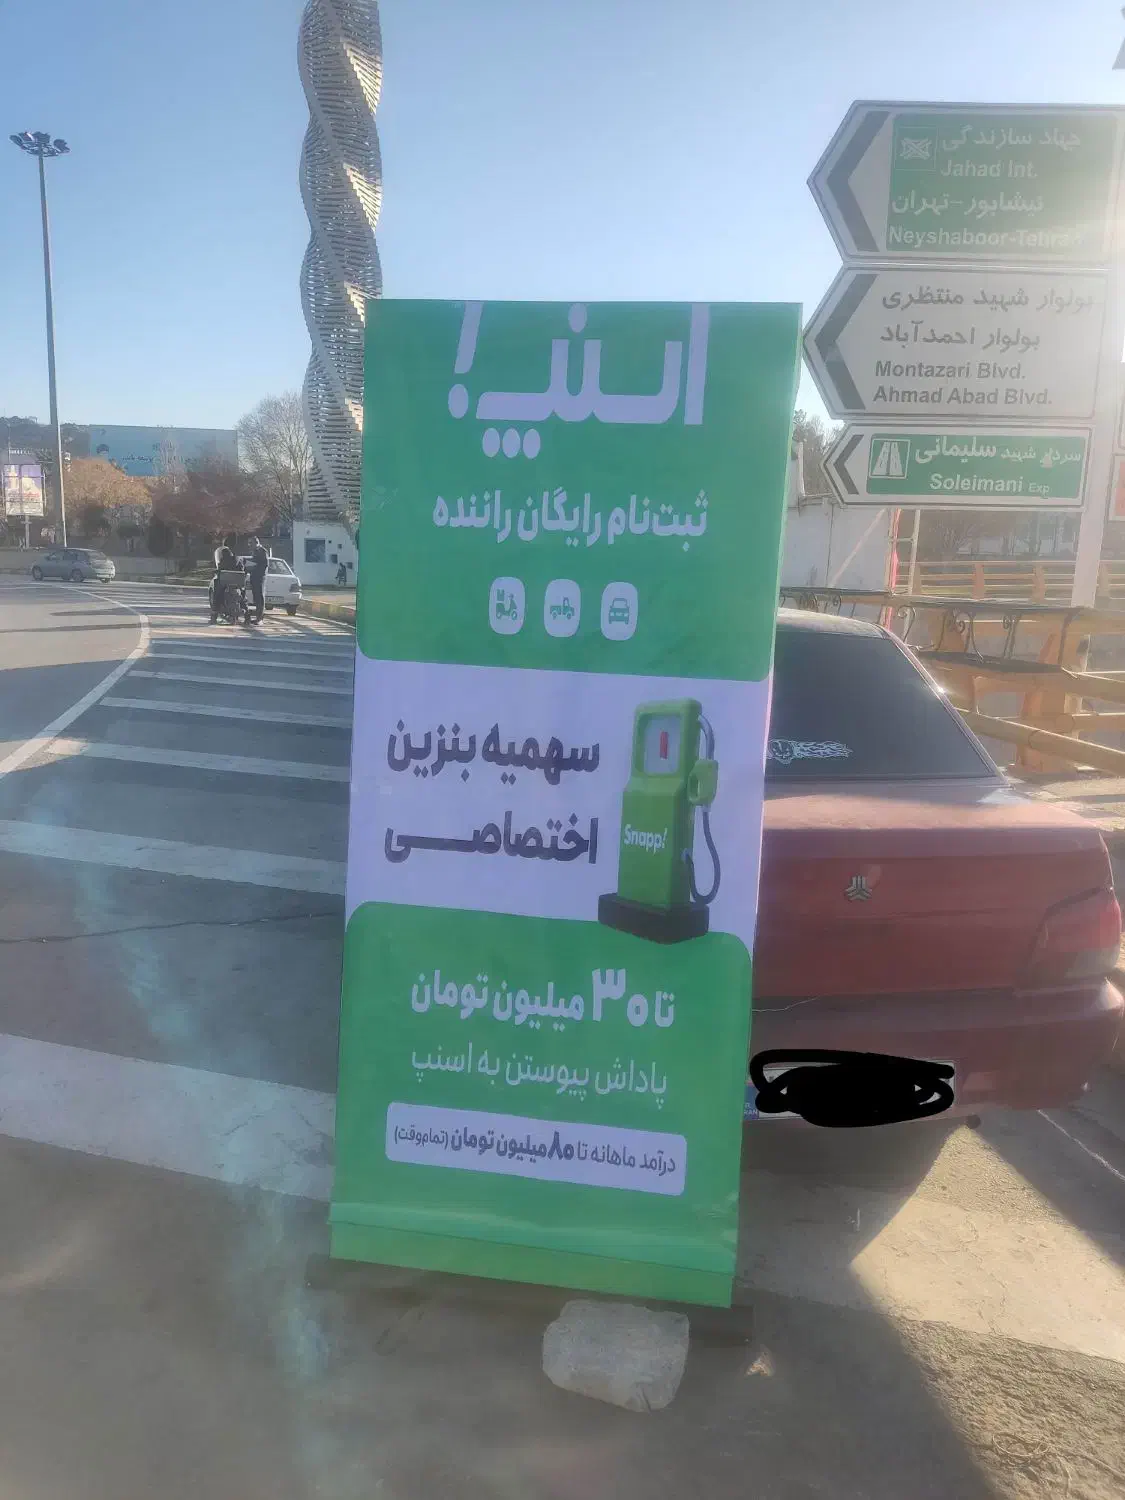 اسنپ!
ثبت‌نام رایگان راننده
سهمیه بنزین
اختصاصی
Snapp!
تا ۳۰ میلیون تومان
پاداش پیوستن به اسنپ
درآمد ماهانه تا ۸۰ میلیون تومان (تمام‌وقت)
جهاد سازندگی
Jahad Int.
نیشابور-تهران
Neyshaboor-Tehran
بولوار شهید منتظری
بولوار احمدآباد
Montazari Blvd.
Ahmad Abad Blvd.
سردار شهید سلیمانی
Soleimani Exp